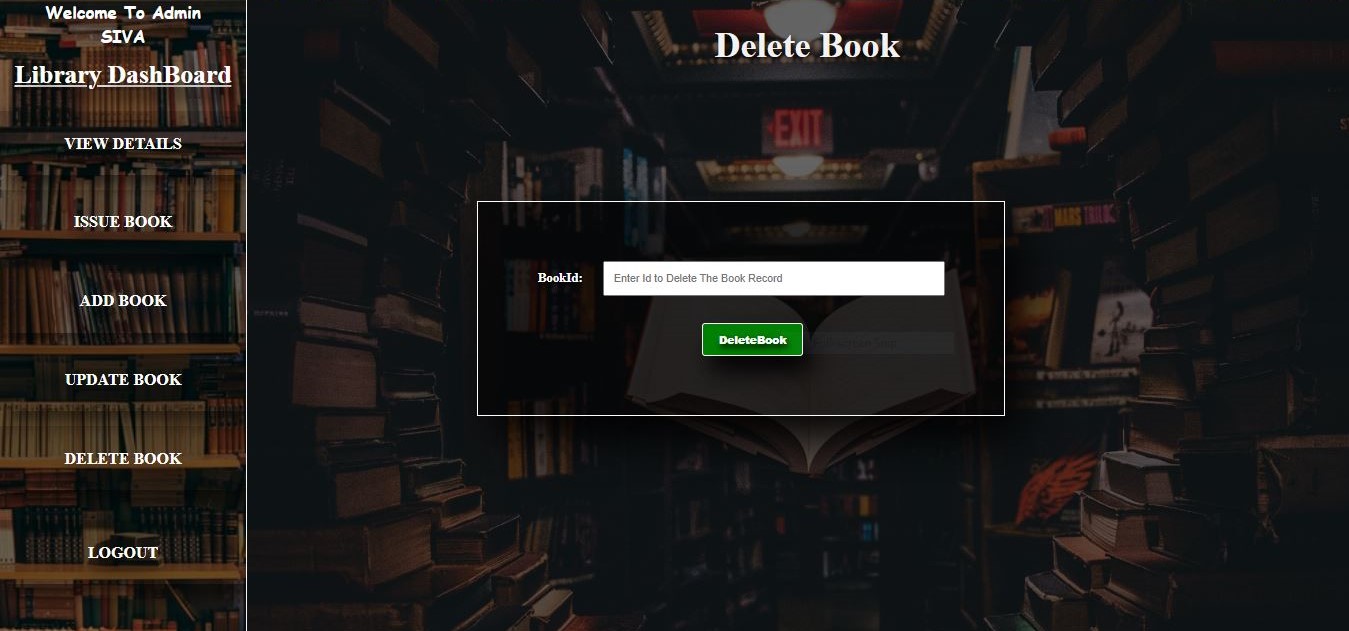 Welcome To Admin
SIVA
Library DashBoard
VIEW DETAILS
ISSUE BOOK
ADD BOOK
UPDATE BOOK
DELETE BOOK
LOGOUT
Delete Book
EXIT
MARS
BookId:
Enter Id to Delete The Book Record
DeleteBook